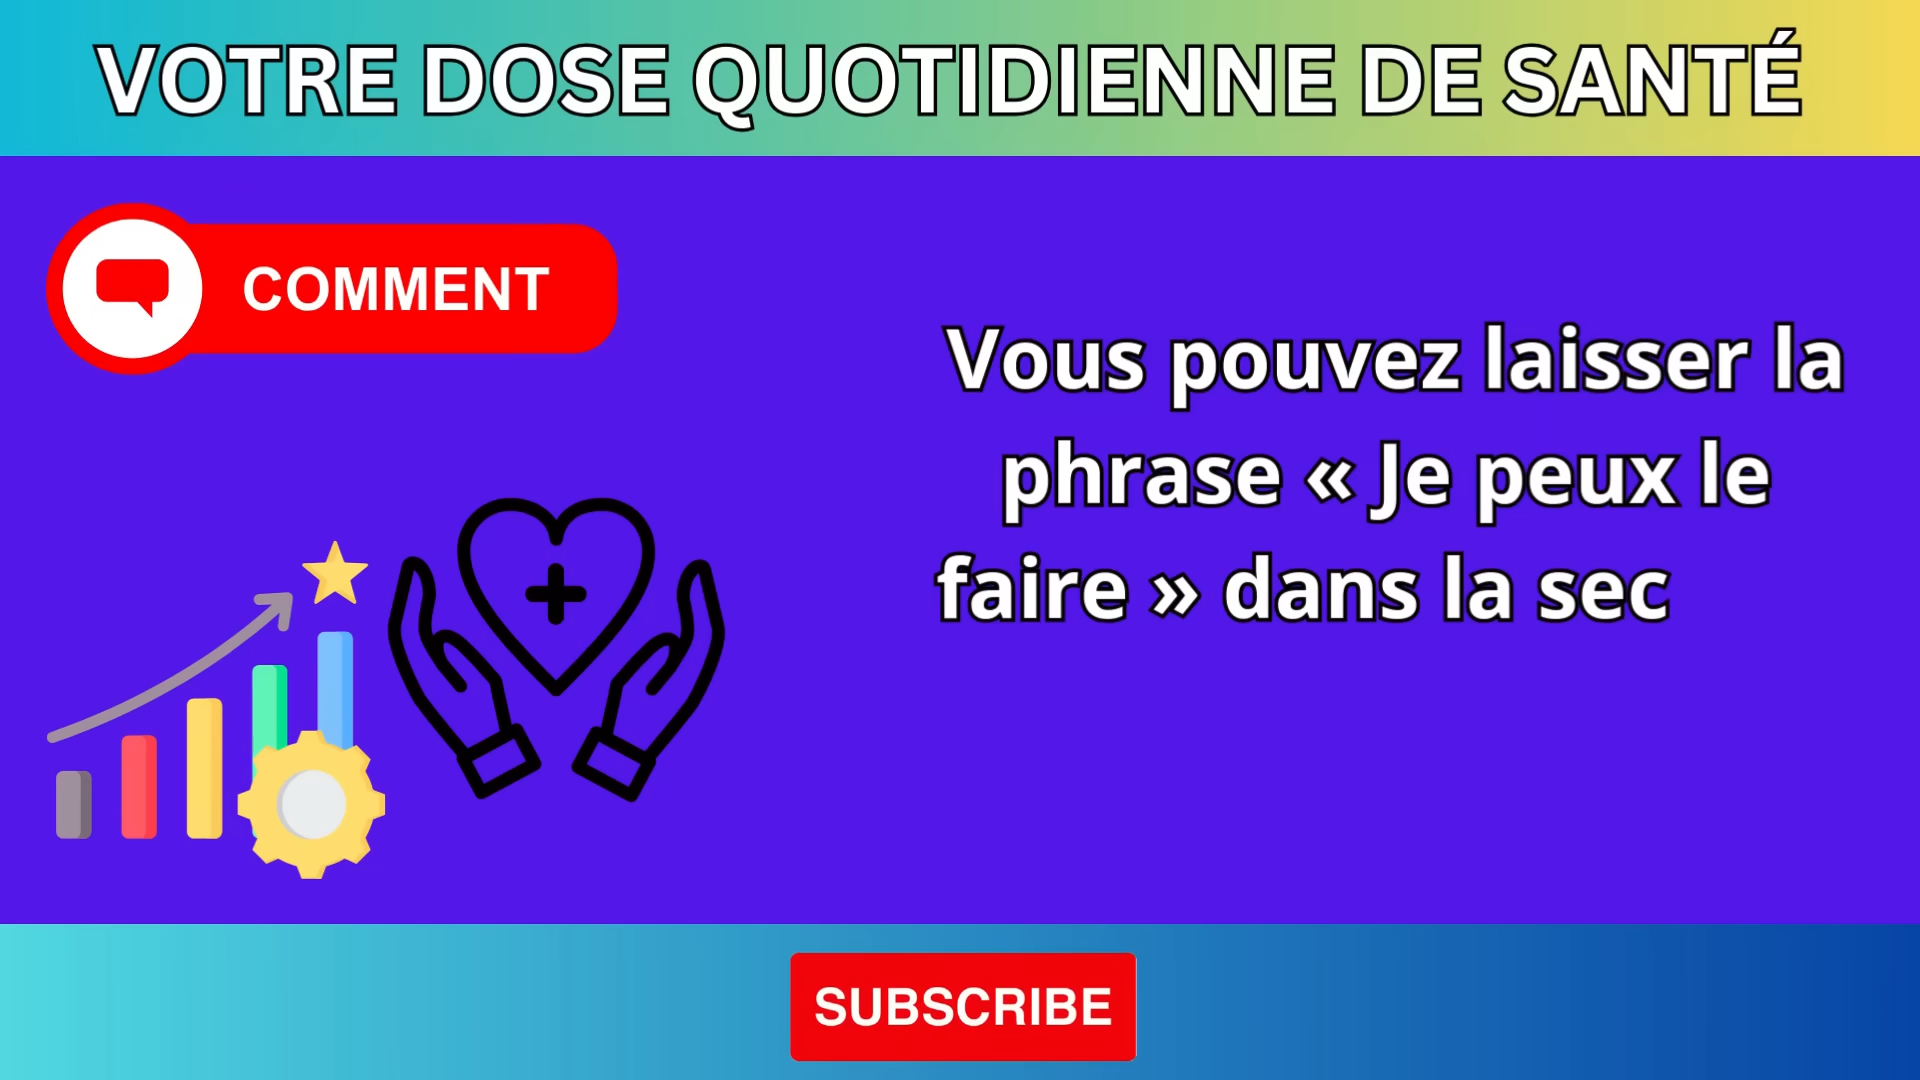 VOTRE DOSE QUOTIDIENNE DE SANTÉ
COMMENT
Vous pouvez laisser la
phrase « Je peux le
faire » dans la sec
SUBSCRIBE